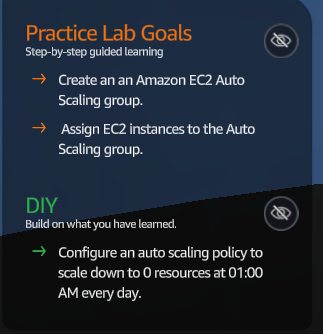 Practice Lab Goals
Step-by-step guided learning
Create an an Amazon EC2 Auto
Scaling group.
Assign EC2 instances to the Auto
Scaling group.
DIY
Build on what you have learned.
Configure an auto scaling policy to
scale down to 0 resources at 01:00
AM every day.